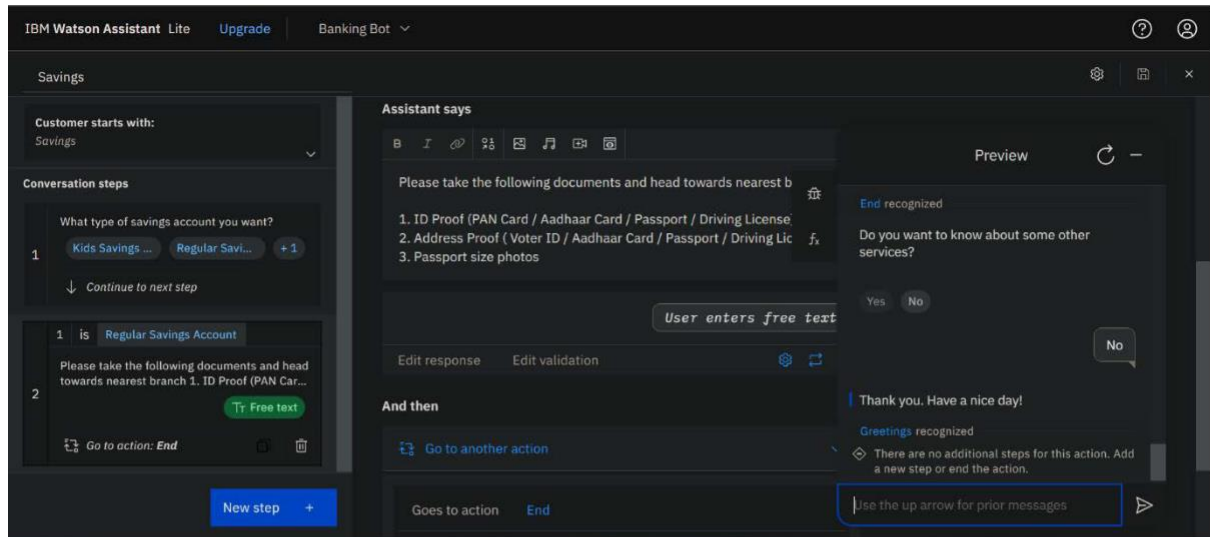 IBM Watson Assistant Lite Upgrade Banking Bot
Savings
Customer starts with:
Savings
Conversation steps
1
What type of savings account you want?
Kids Savings ... Regular Savi... + 1
Continue to next step
2
1 is Regular Savings Account
Please take the following documents and head
towards nearest branch 1. ID Proof (PAN Car...
Tт Free text
Go to action: End
New step +
Assistant says
B I
Please take the following documents and head towards nearest b
1. ID Proof (PAN Card / Aadhaar Card / Passport / Driving License)
2. Address Proof ( Voter ID / Aadhaar Card / Passport / Driving Lic
3. Passport size photos
User enters free text
Edit response Edit validation
And then
Go to another action
Goes to action End
fx
Preview
End recognized
Do you want to know about some other
services?
Yes No
No
Thank you. Have a nice day!
Greetings recognized
There are no additional steps for this action. Add
a new step or end the action.
Use the up arrow for prior messages